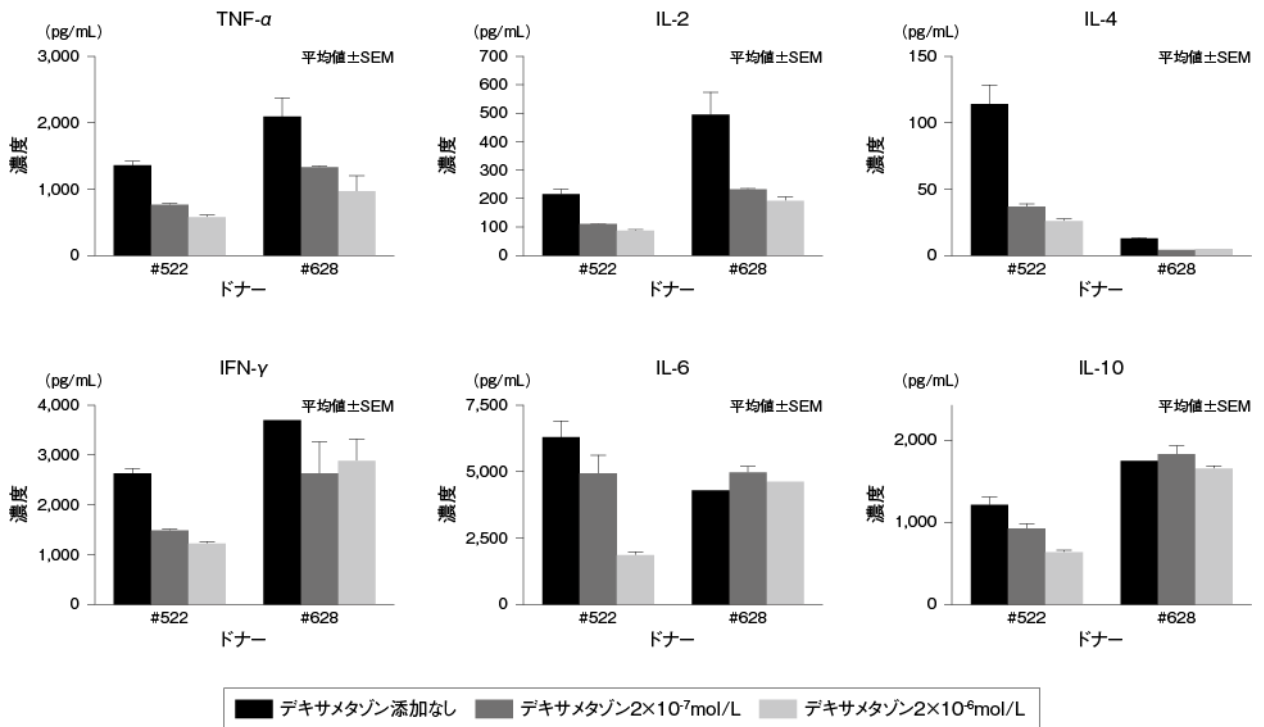 TNF-α
(pg/mL)
平均値±SEM
3,000
2,000
1,000
0
濃度
#522 #628
ドナー
IL-2
(pg/mL)
平均値±SEM
700
600
500
400
300
200
100
0
濃度
#522 #628
ドナー
IL-4
(pg/mL)
平均値±SEM
150
100
50
0
濃度
#522 #628
ドナー
IFN-γ
(pg/mL)
平均値±SEM
4,000
3,000
2,000
1,000
0
濃度
#522 #628
ドナー
IL-6
(pg/mL)
平均値±SEM
7,500
5,000
2,500
0
濃度
#522 #628
ドナー
IL-10
(pg/mL)
平均値±SEM
2,000
1,000
0
濃度
#522 #628
ドナー
デキサメタゾン添加なし デキサメタゾン2×10⁻⁷mol/L デキサメタゾン2×10⁻⁶mol/L